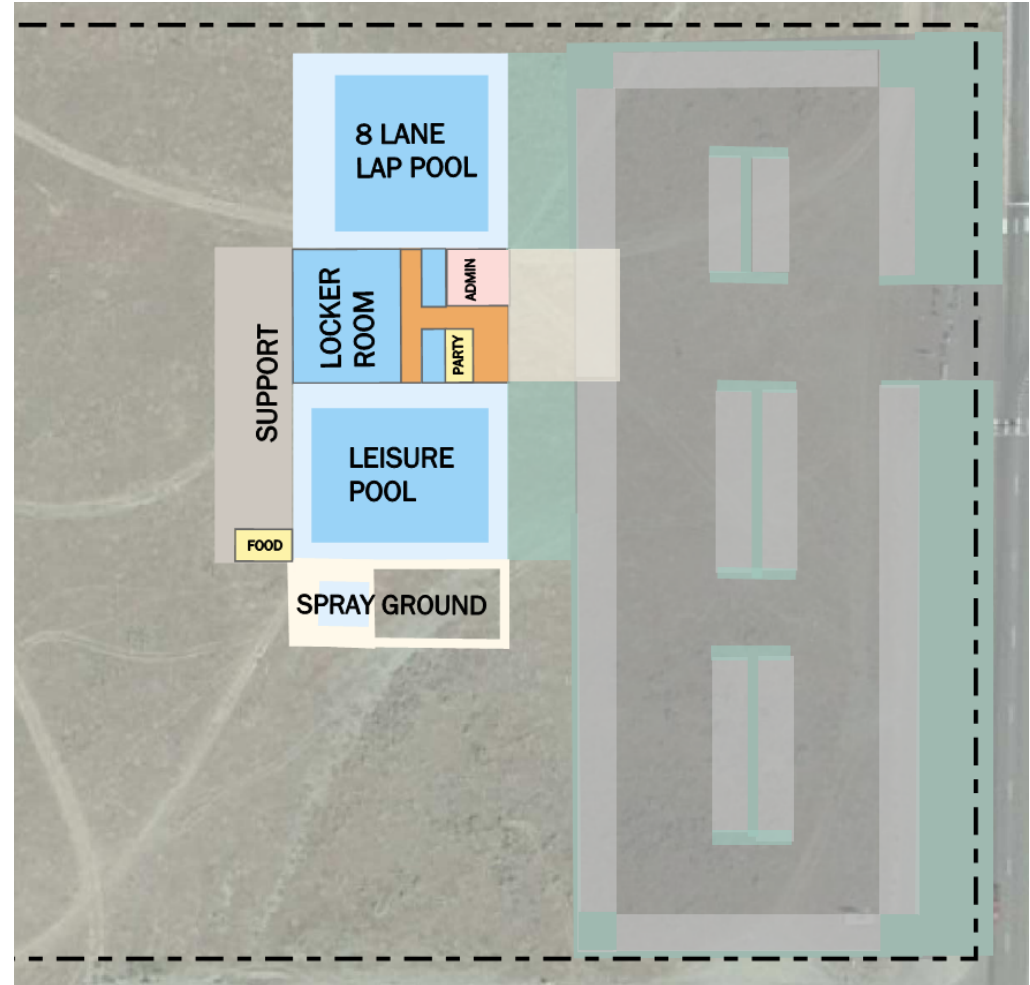 8 LANE
LAP POOL
ADMIN
LOCKER
ROOM
PARTY
SUPPORT
LEISURE
POOL
FOOD
SPRAY GROUND